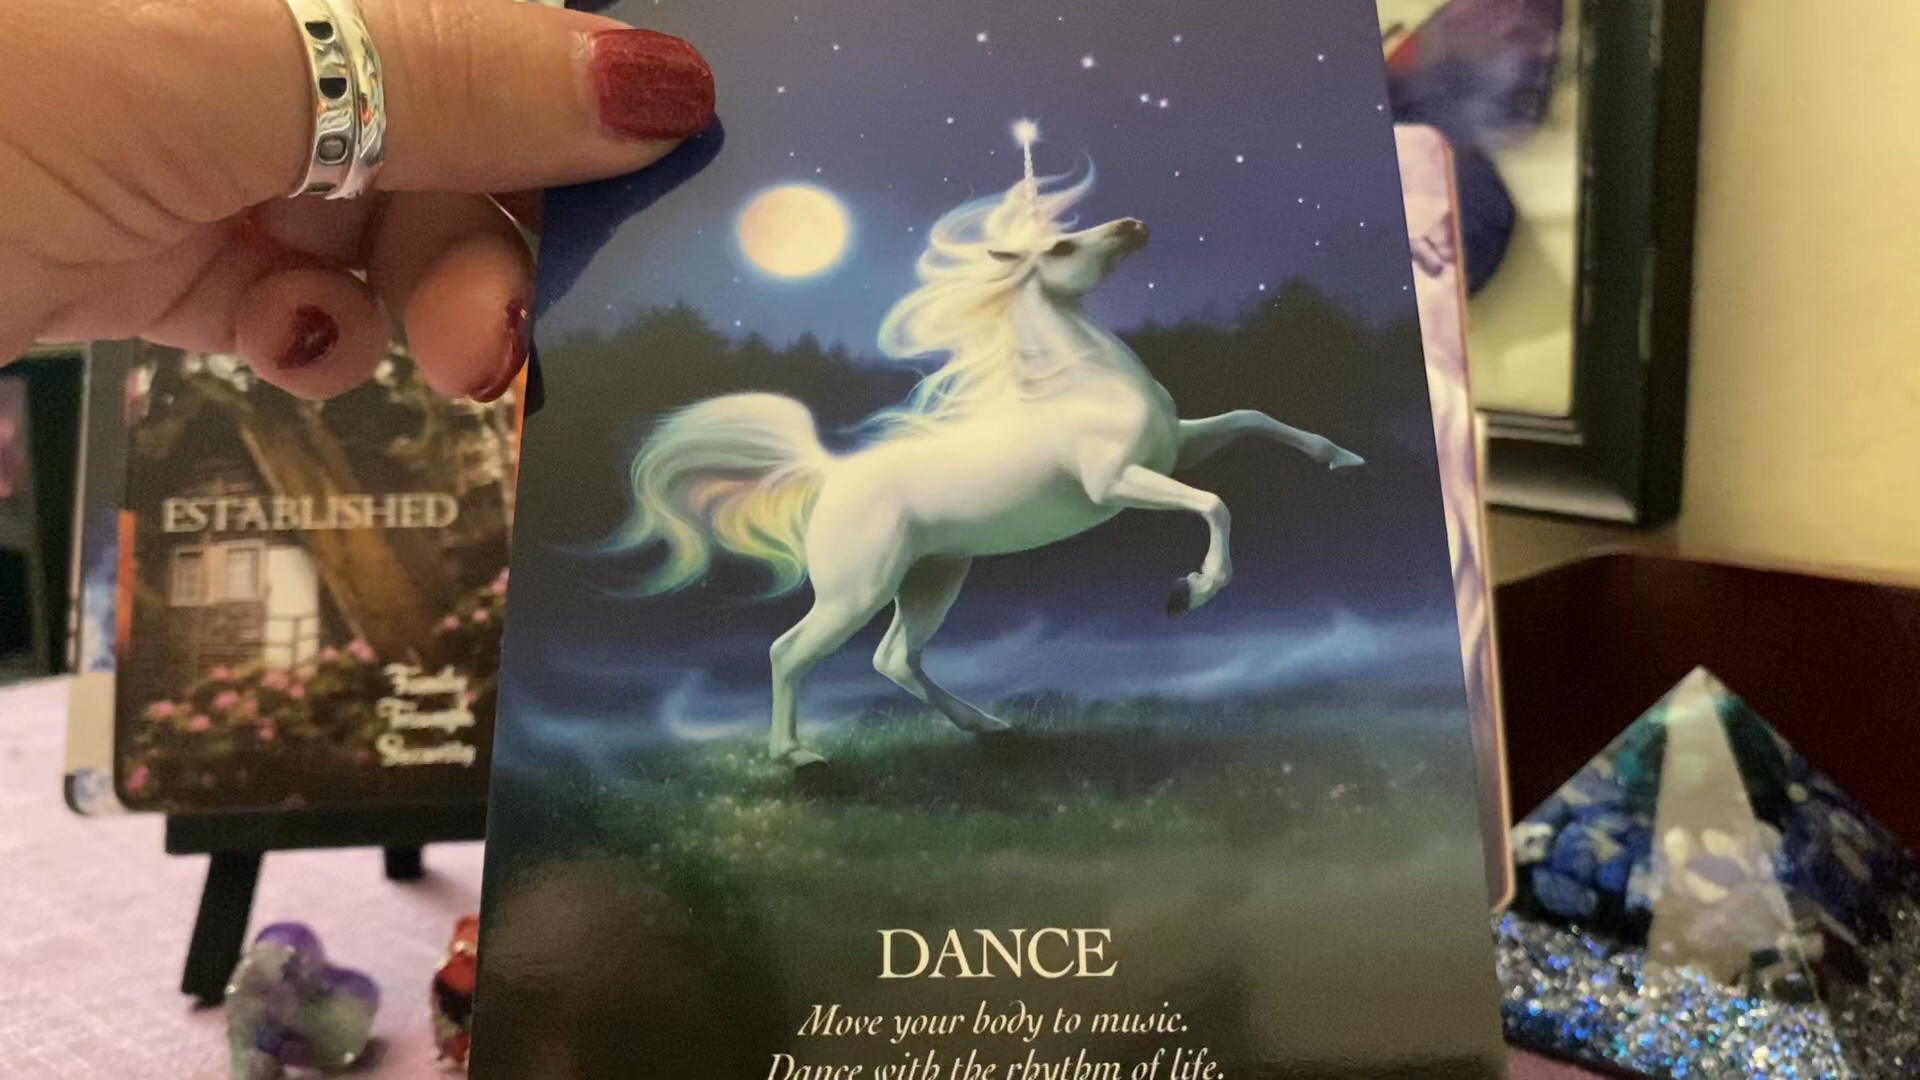 ESTABLISHED
DANCE
Move your body to music.
Dance with the rhythm of life.